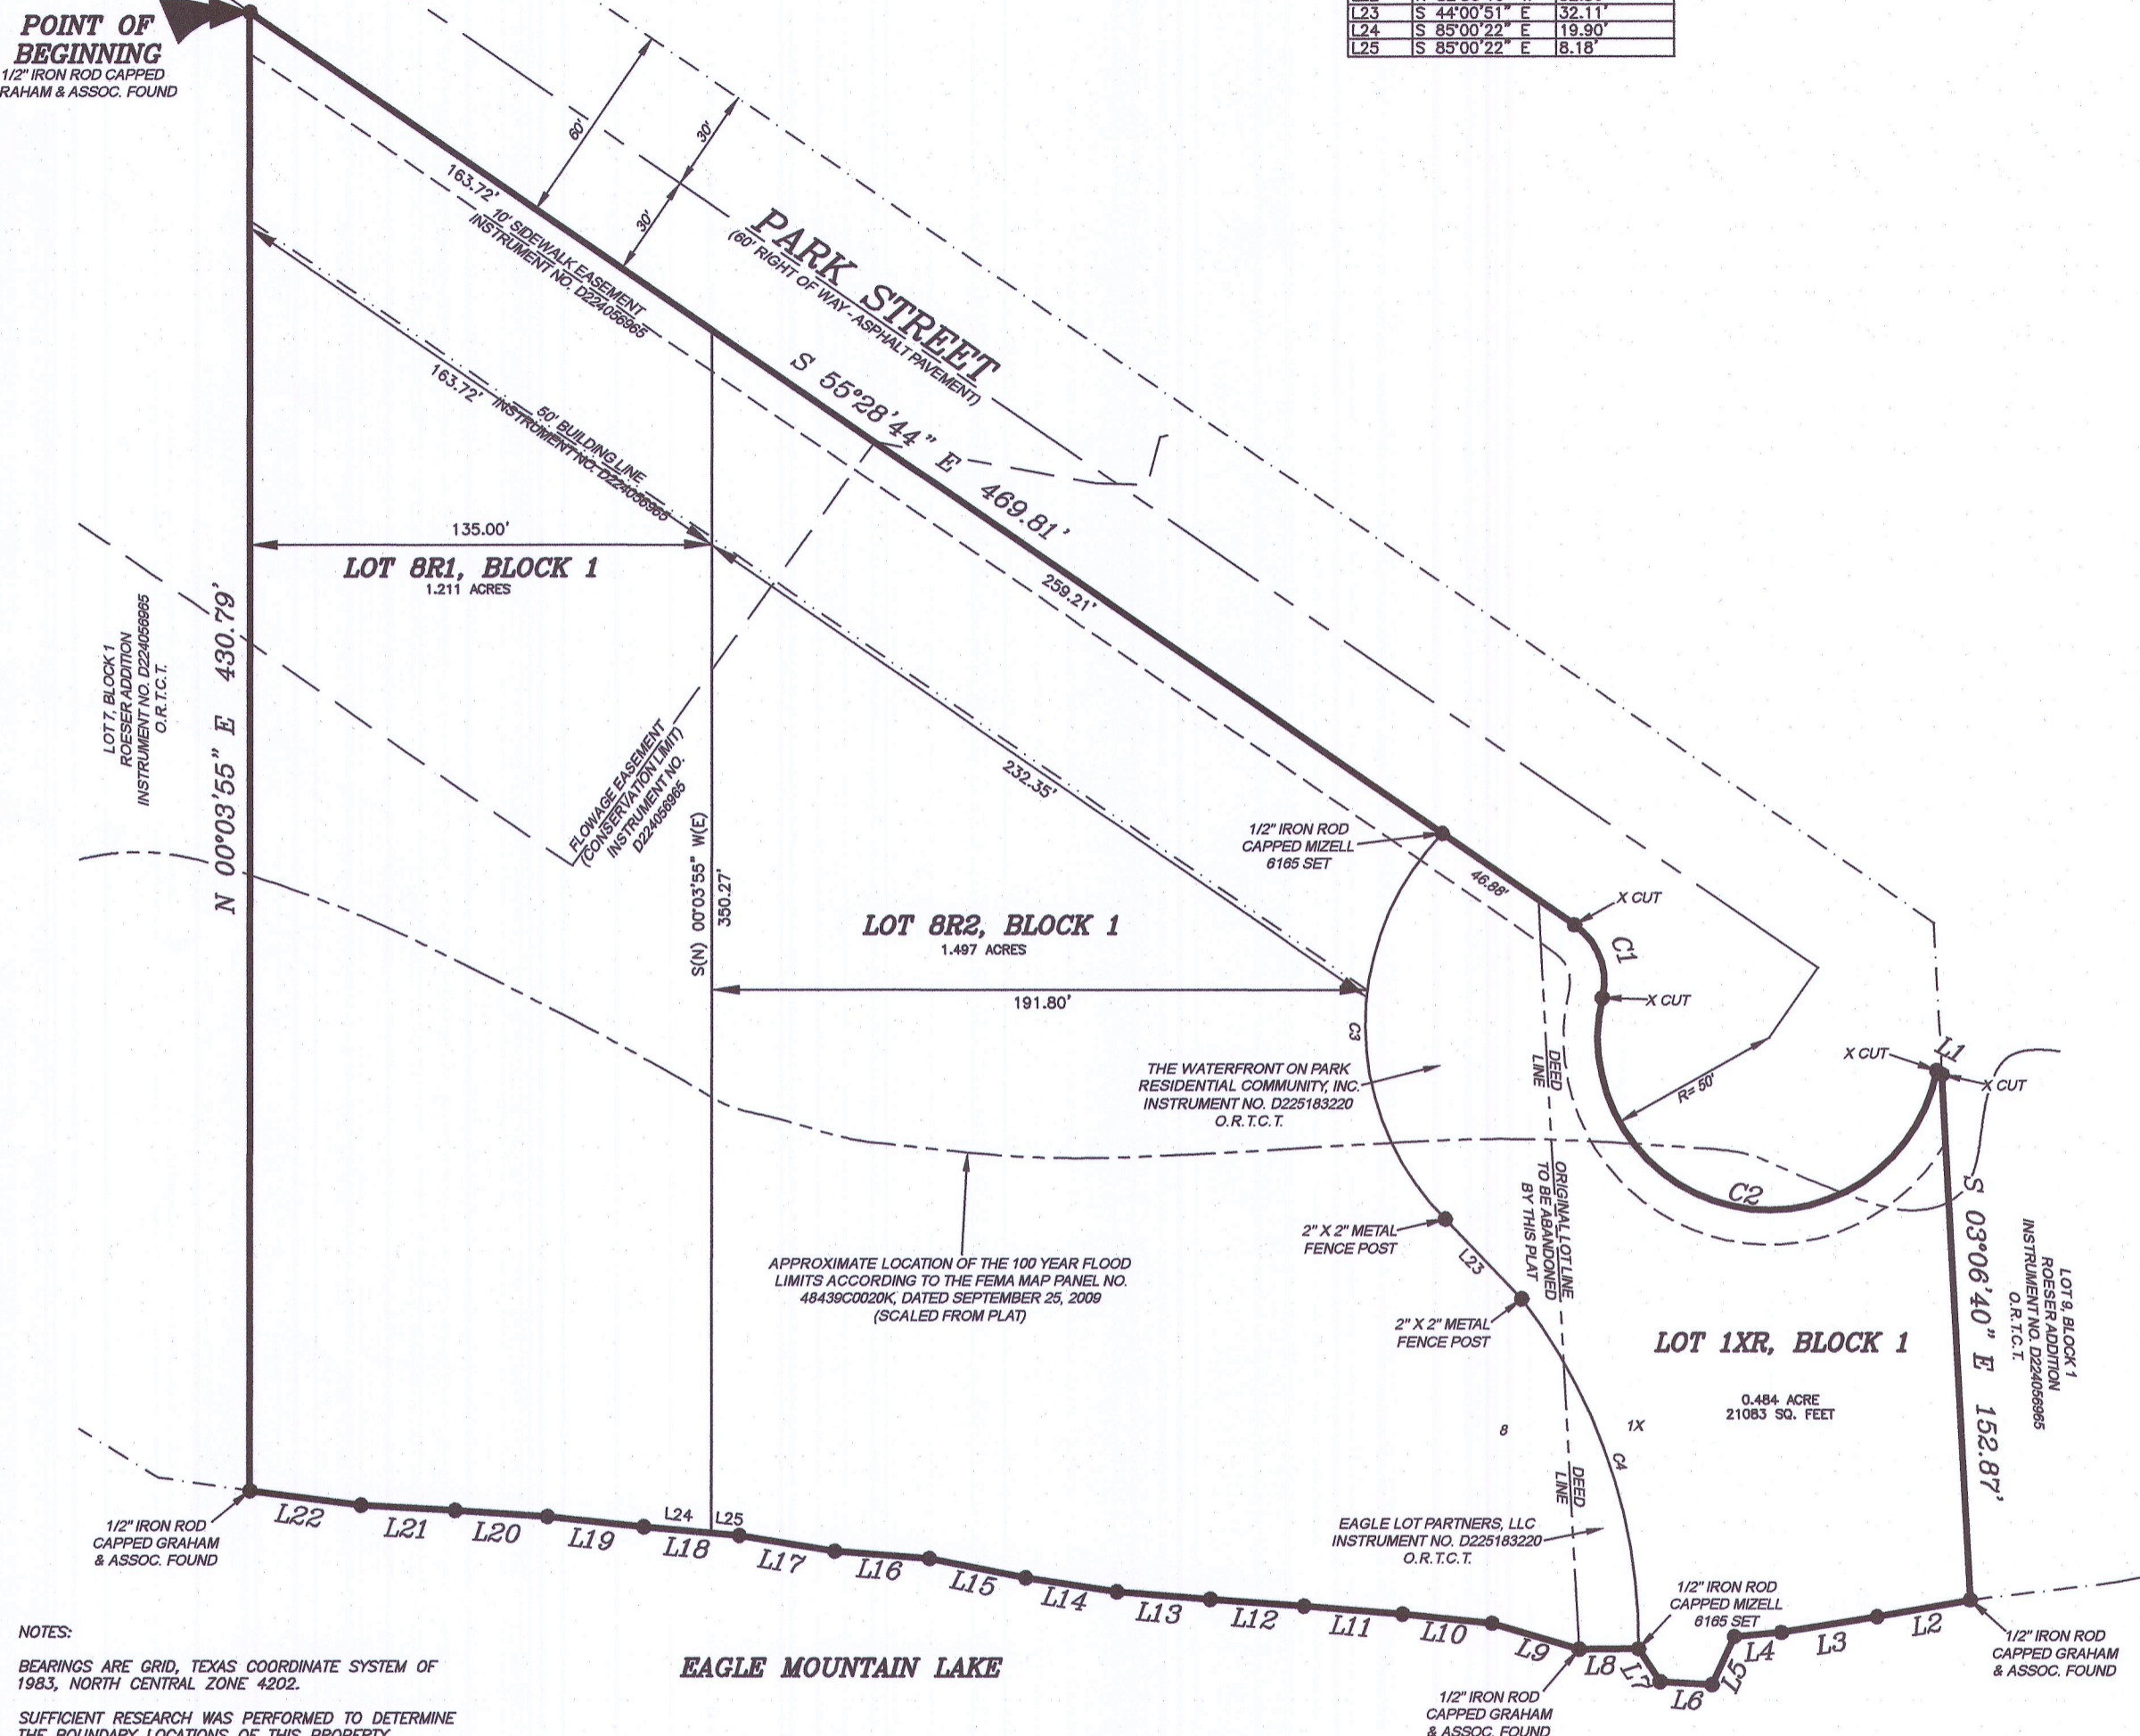 POINT OF
BEGINNING
1/2" IRON ROD CAPPED
RAHAM & ASSOC. FOUND
L23 S 44°00'51" E 32.11'
L24 S 85°00'22" E 19.90'
L25 S 85°00'22" E 8.18'
60'
30'
30'
PARK STREET
(60' RIGHT OF WAY - ASPHALT PAVEMENT)
163.72'
10' SIDEWALK EASEMENT
INSTRUMENT NO. D224056965
S 55°28'44" E 469.81'
163.72'
50' BUILDING LINE
INSTRUMENT NO. D224056965
135.00'
LOT 8R1, BLOCK 1
1.211 ACRES
259.21'
LOT 7, BLOCK 1
ROESER ADDITION
INSTRUMENT NO. D224056965
O.R.T.C.T.
N 00°03'55" E 430.79'
FLOWAGE EASEMENT
(CONSERVATION LIMIT)
INSTRUMENT NO.
D224056965
S(N) 00°03'55" W(E)
350.27'
232.35'
1/2" IRON ROD
CAPPED MIZELL
6165 SET
46.88'
X CUT
C1
X CUT
LOT 8R2, BLOCK 1
1.497 ACRES
191.80'
C3
THE WATERFRONT ON PARK
RESIDENTIAL COMMUNITY, INC.
INSTRUMENT NO. D225183220
O.R.T.C.T.
DEED
LINE
R= 50'
X CUT
L1
X CUT
C2
ORIGINAL LOT LINE
TO BE ABANDONED
BY THIS PLAT
2" X 2" METAL
FENCE POST
L23
2" X 2" METAL
FENCE POST
APPROXIMATE LOCATION OF THE 100 YEAR FLOOD
LIMITS ACCORDING TO THE FEMA MAP PANEL NO.
48439C0020K, DATED SEPTEMBER 25, 2009
(SCALED FROM PLAT)
S 03°06'40" E 152.87'
LOT 9, BLOCK 1
ROESER ADDITION
INSTRUMENT NO. D224056965
O.R.T.C.T.
LOT 1XR, BLOCK 1
0.484 ACRE
21083 SQ. FEET
8
1X
C4
DEED
LINE
EAGLE LOT PARTNERS, LLC
INSTRUMENT NO. D225183220
O.R.T.C.T.
1/2" IRON ROD
CAPPED GRAHAM
& ASSOC. FOUND
L22
L21
L20
L19
L24
L25
L18
L17
L16
L15
L14
L13
L12
L11
L10
L9
L8
L7
L6
L5
L4
L3
L2
1/2" IRON ROD
CAPPED MIZELL
6165 SET
1/2" IRON ROD
CAPPED GRAHAM
& ASSOC. FOUND
1/2" IRON ROD
CAPPED GRAHAM
& ASSOC. FOUND
EAGLE MOUNTAIN LAKE
NOTES:
BEARINGS ARE GRID, TEXAS COORDINATE SYSTEM OF
1983, NORTH CENTRAL ZONE 4202.
SUFFICIENT RESEARCH WAS PERFORMED TO DETERMINE
THE BOUNDARY LOCATIONS OF THIS PROPERTY